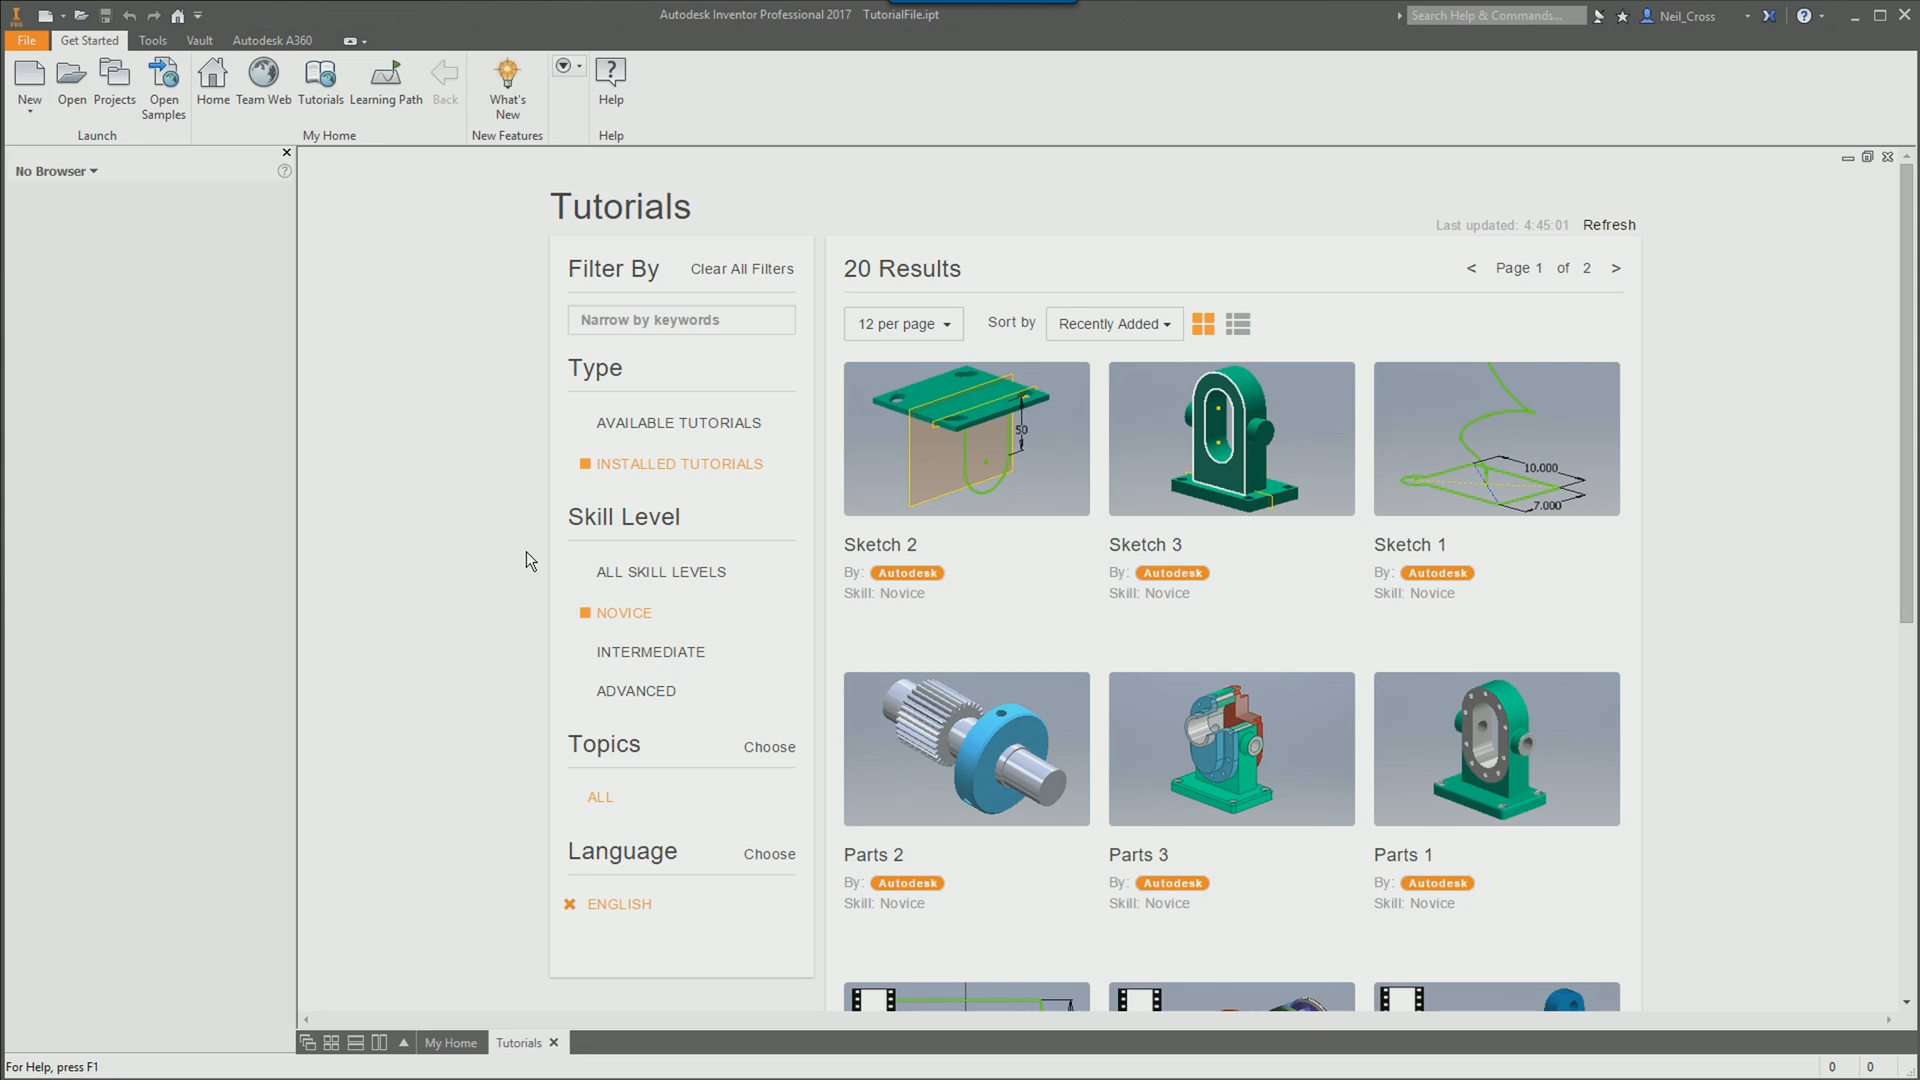 Autodesk Inventor Professional 2017 TutorialFile.ipt
Search Help & Commands...
Neil_Cross
File
Get Started
Tools
Vault
Autodesk A360
New
Open
Projects
Open
Samples
Home
Team Web
Tutorials
Learning Path
Back
What's
New
Help
Launch
My Home
New Features
Help
No Browser
Tutorials
Last updated: 4:45:01 Refresh
Filter By
Clear All Filters
Narrow by keywords
Type
AVAILABLE TUTORIALS
INSTALLED TUTORIALS
Skill Level
ALL SKILL LEVELS
NOVICE
INTERMEDIATE
ADVANCED
Topics
Choose
ALL
Language
Choose
ENGLISH
20 Results
< Page 1 of 2 >
12 per page
Sort by
Recently Added
50
10.000
7.000
Sketch 2
By: Autodesk
Skill: Novice
Sketch 3
By: Autodesk
Skill: Novice
Sketch 1
By: Autodesk
Skill: Novice
Parts 2
By: Autodesk
Skill: Novice
Parts 3
By: Autodesk
Skill: Novice
Parts 1
By: Autodesk
Skill: Novice
My Home
Tutorials
For Help, press F1
0 0